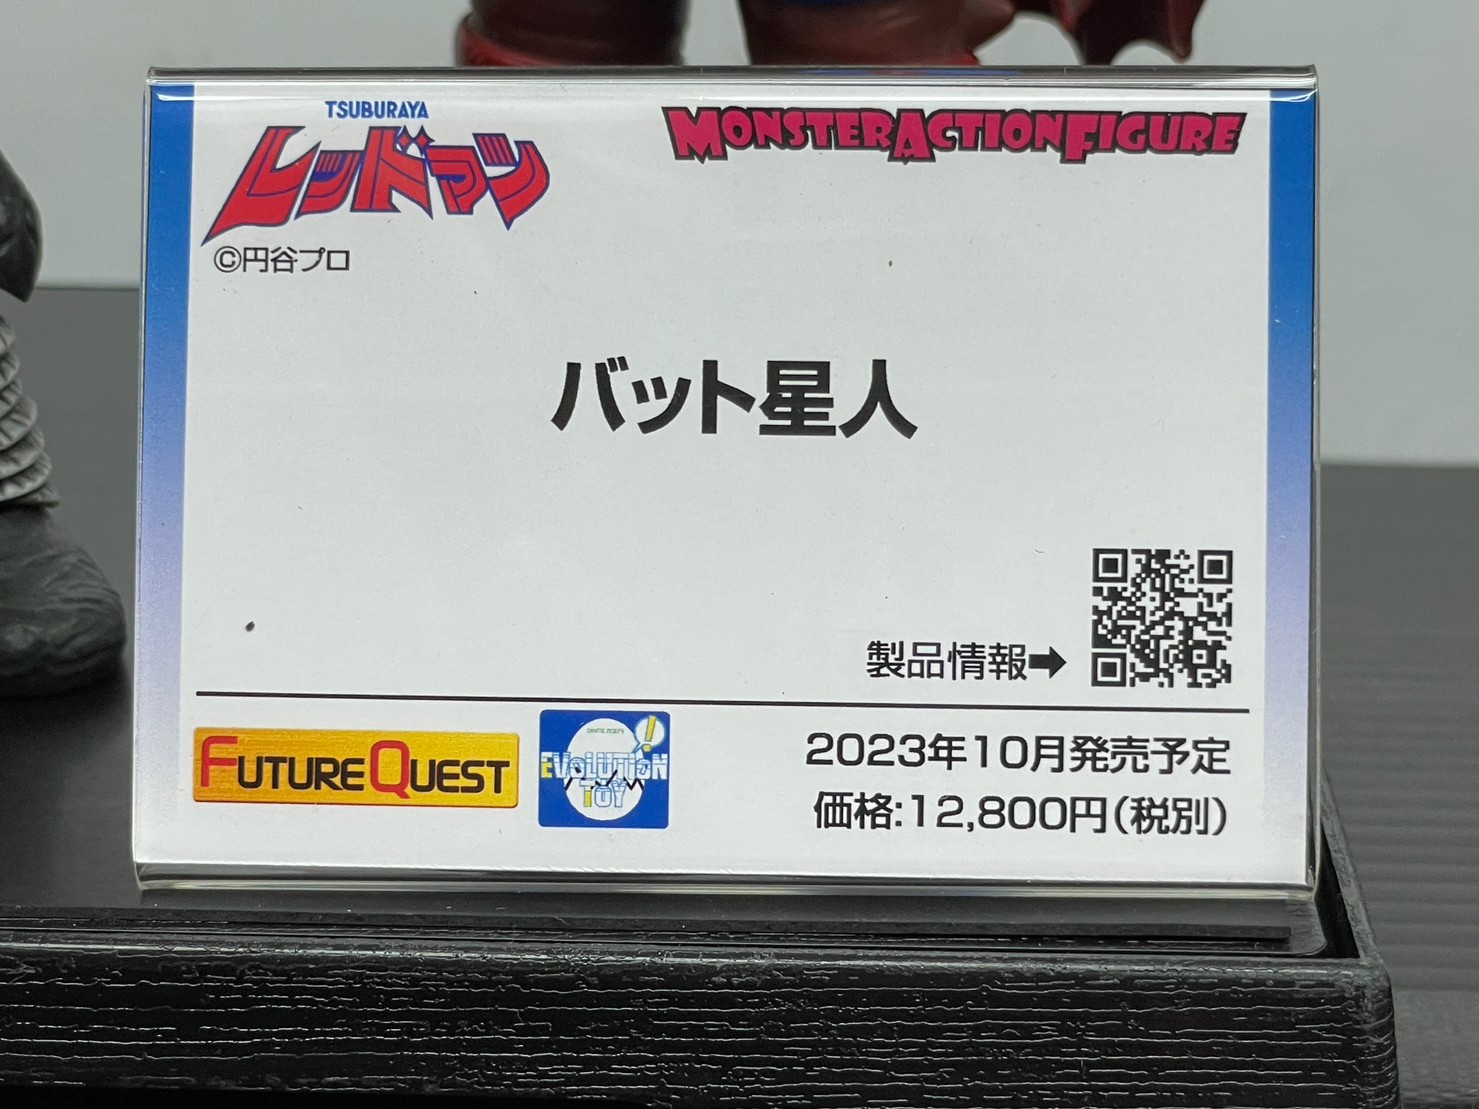 TSUBURAYA
レッドマン
©円谷プロ
MONSTERACTIONFIGURE
バット星人
製品情報➡
FUTUREQUEST
EVOLUTION
TOY
2023年10月発売予定
価格:12,800円(税別)